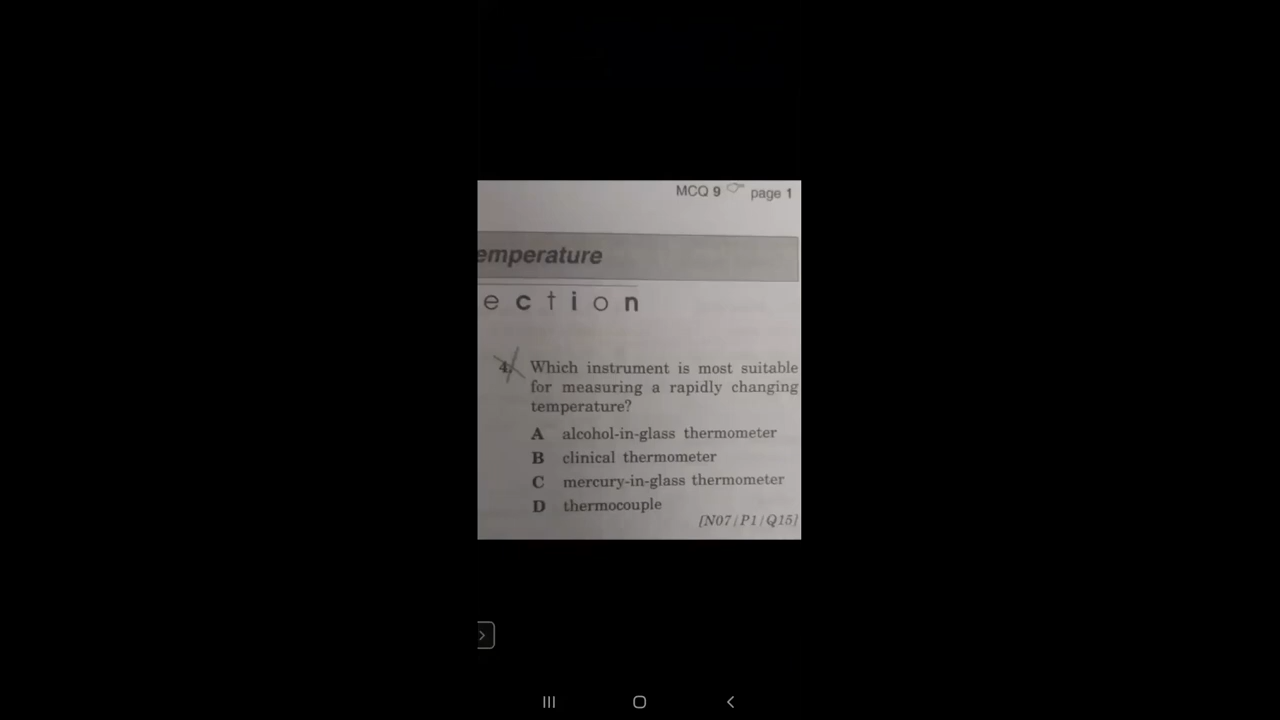 MCQ 9 page 1
emperature
ection
4. Which instrument is most suitable
for measuring a rapidly changing
temperature?
A alcohol-in-glass thermometer
B clinical thermometer
C mercury-in-glass thermometer
D thermocouple
[N07/P1/Q15]